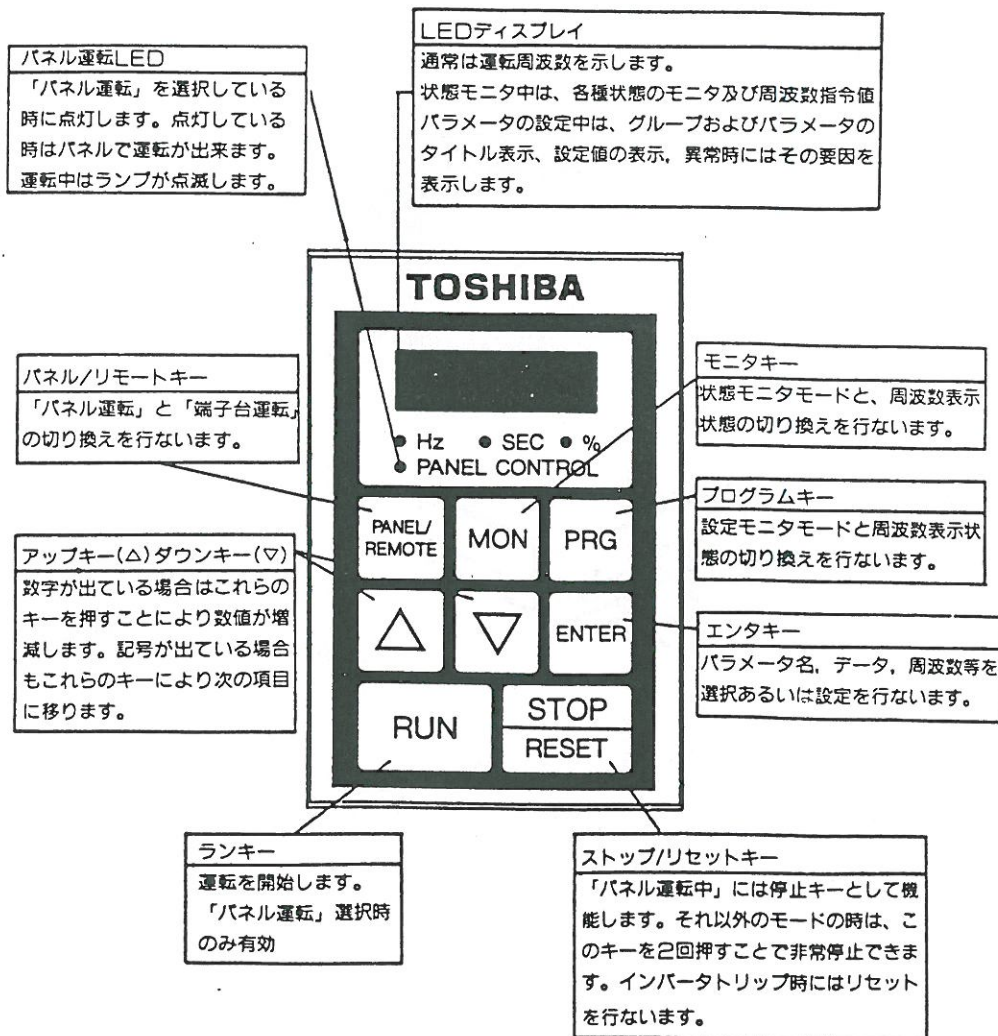 LEDディスプレイ
通常は運転周波数を示します。
状態モニタ中は、各種状態のモニタ及び周波数指令値
パラメータの設定中は、グループおよびパラメータの
タイトル表示、設定値の表示，異常時にはその要因を
表示します。
パネル運転LED
「パネル運転」を選択している
時に点灯します。点灯している
時はパネルで運転が出来ます。
運転中はランプが点滅します。
TOSHIBA
Hz SEC %
PANEL CONTROL
PANEL/
REMOTE
MON
PRG
△
▽
ENTER
RUN
STOP
RESET
パネル/リモートキー
「パネル運転」と「端子台運転」
の切り換えを行ないます。
アップキー(△)ダウンキー(▽)
数字が出ている場合はこれらの
キーを押すことにより数値が増
減します。記号が出ている場合
もこれらのキーにより次の項目
に移ります。
モニタキー
状態モニタモードと、周波数表示
状態の切り換えを行ないます。
プログラムキー
設定モニタモードと周波数表示状
態の切り換えを行ないます。
エンタキー
パラメータ名，データ，周波数等を
選択あるいは設定を行ないます。
ランキー
運転を開始します。
「パネル運転」選択時
のみ有効
ストップ/リセットキー
「パネル運転中」には停止キーとして機
能します。それ以外のモードの時は、こ
のキーを2回押すことで非常停止できま
す。インバータトリップ時にはリセット
を行ないます。